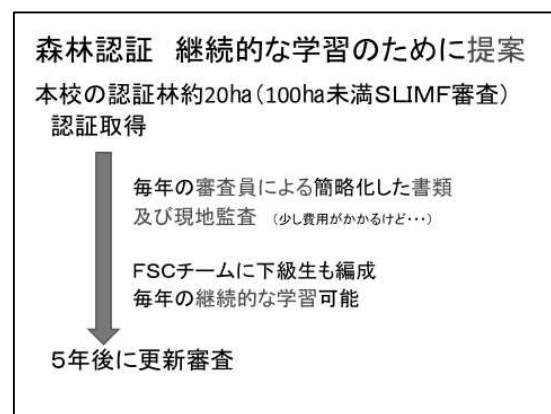 森林認証　継続的な学習のために提案
本校の認証林約20ha（100ha未満SLIMF審査）
認証取得
毎年の審査員による簡略化した書類
及び現地監査　（少し費用がかかるけど・・・）
FSCチームに下級生も編成
毎年の継続的な学習可能
５年後に更新審査